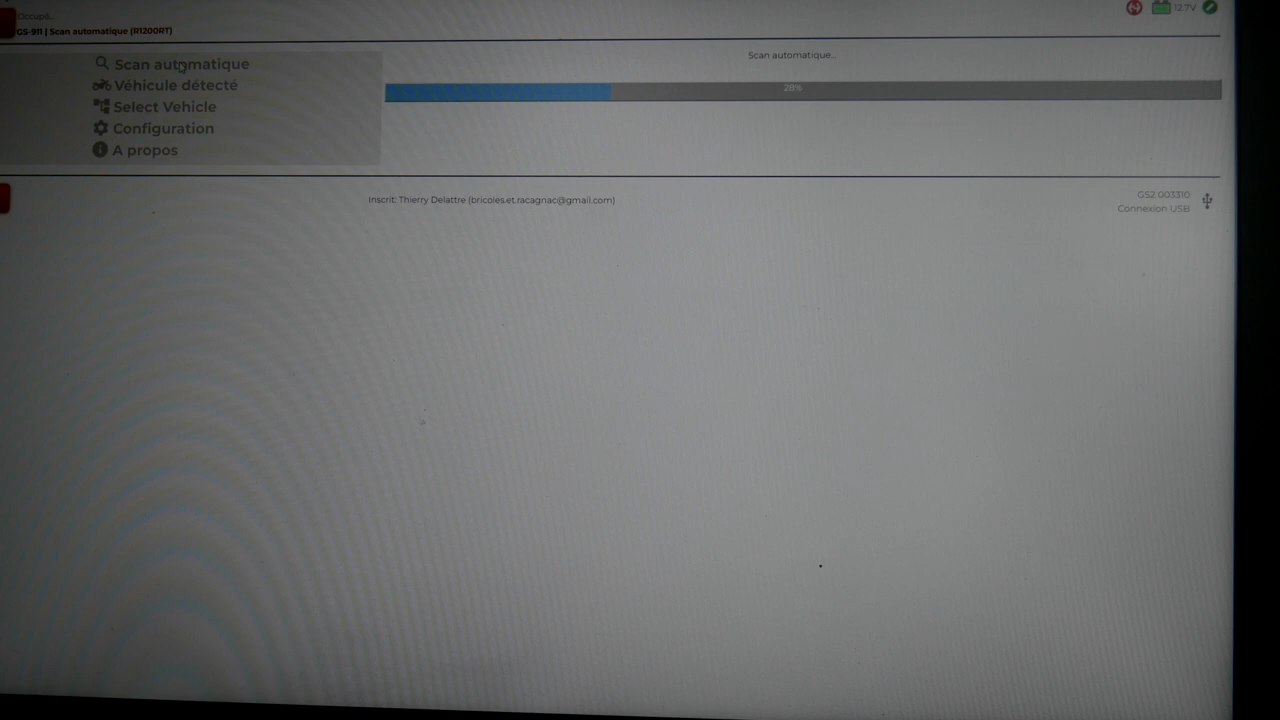 Occupé...
GS-911 | Scan automatique (R1200RT)
12.7V
Scan automatique
Véhicule détecté
Select Vehicle
Configuration
A propos
Scan automatique...
28%
Inscrit: Thierry Delattre (bricoles.et.racagnac@gmail.com)
GS2 003310
Connexion USB